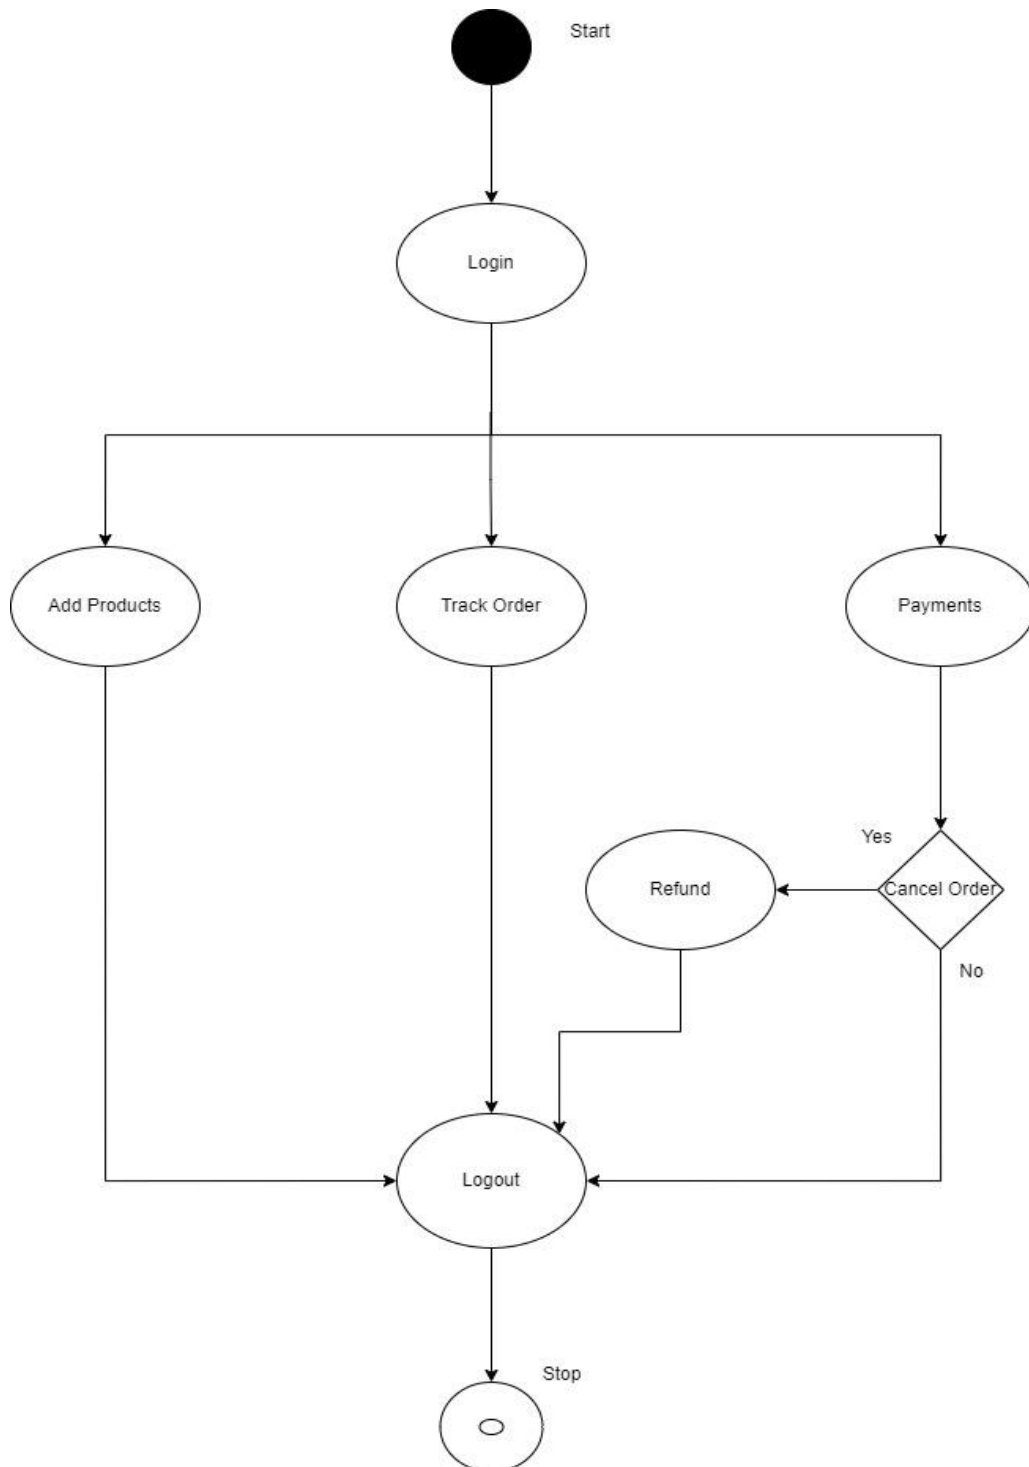 Start
Login
Add Products
Track Order
Payments
Yes
Refund
Cancel Order
No
Logout
Stop